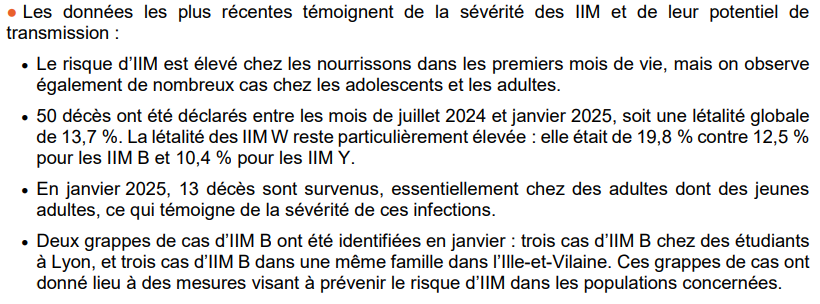 ● Les données les plus récentes témoignent de la sévérité des IIM et de leur potentiel de
transmission :
• Le risque d’IIM est élevé chez les nourrissons dans les premiers mois de vie, mais on observe
également de nombreux cas chez les adolescents et les adultes.
• 50 décès ont été déclarés entre les mois de juillet 2024 et janvier 2025, soit une létalité globale
de 13,7 %. La létalité des IIM W reste particulièrement élevée : elle était de 19,8 % contre 12,5 %
pour les IIM B et 10,4 % pour les IIM Y.
• En janvier 2025, 13 décès sont survenus, essentiellement chez des adultes dont des jeunes
adultes, ce qui témoigne de la sévérité de ces infections.
• Deux grappes de cas d’IIM B ont été identifiées en janvier : trois cas d’IIM B chez des étudiants
à Lyon, et trois cas d’IIM B dans une même famille dans l’Ille-et-Vilaine. Ces grappes de cas ont
donné lieu à des mesures visant à prévenir le risque d’IIM dans les populations concernées.